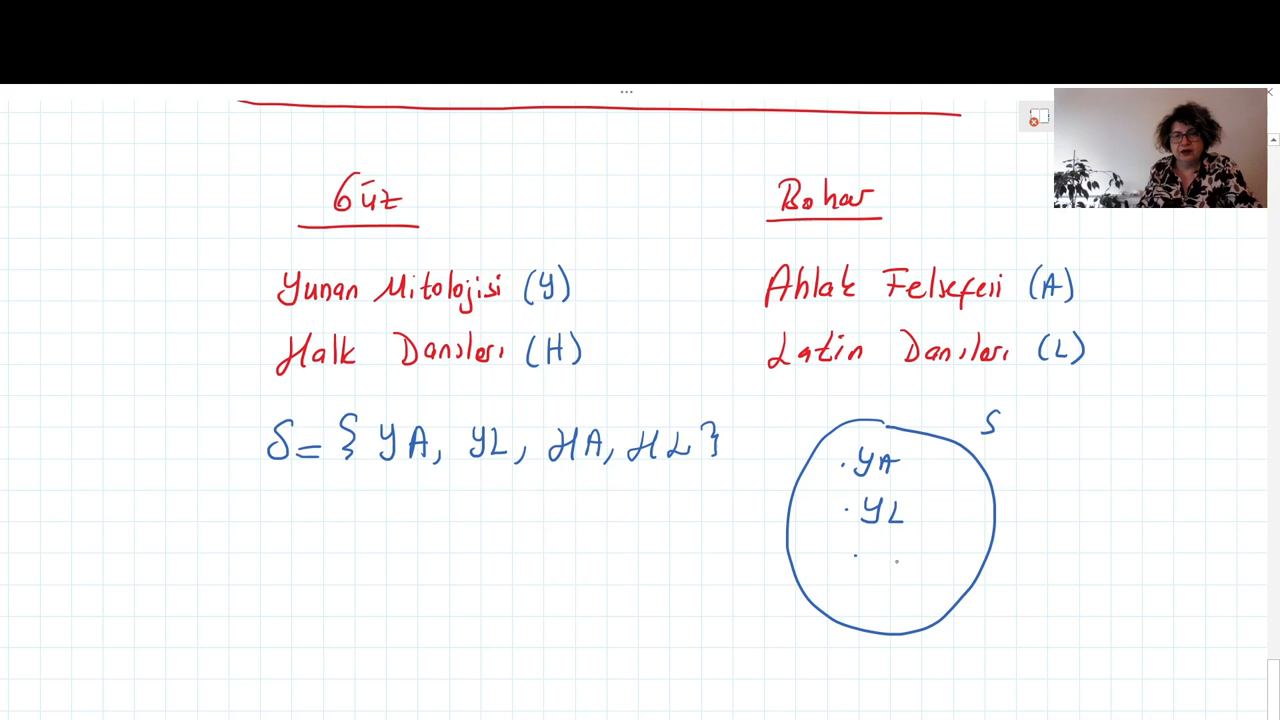 Güz
Bahar
Yunan Mitolojisi (Y)
Ahlak Felsefesi (A)
Halk Dansları (H)
Latin Dansları (L)
S = { YA, YL, HA, HL }
S
. YA
. YL
.